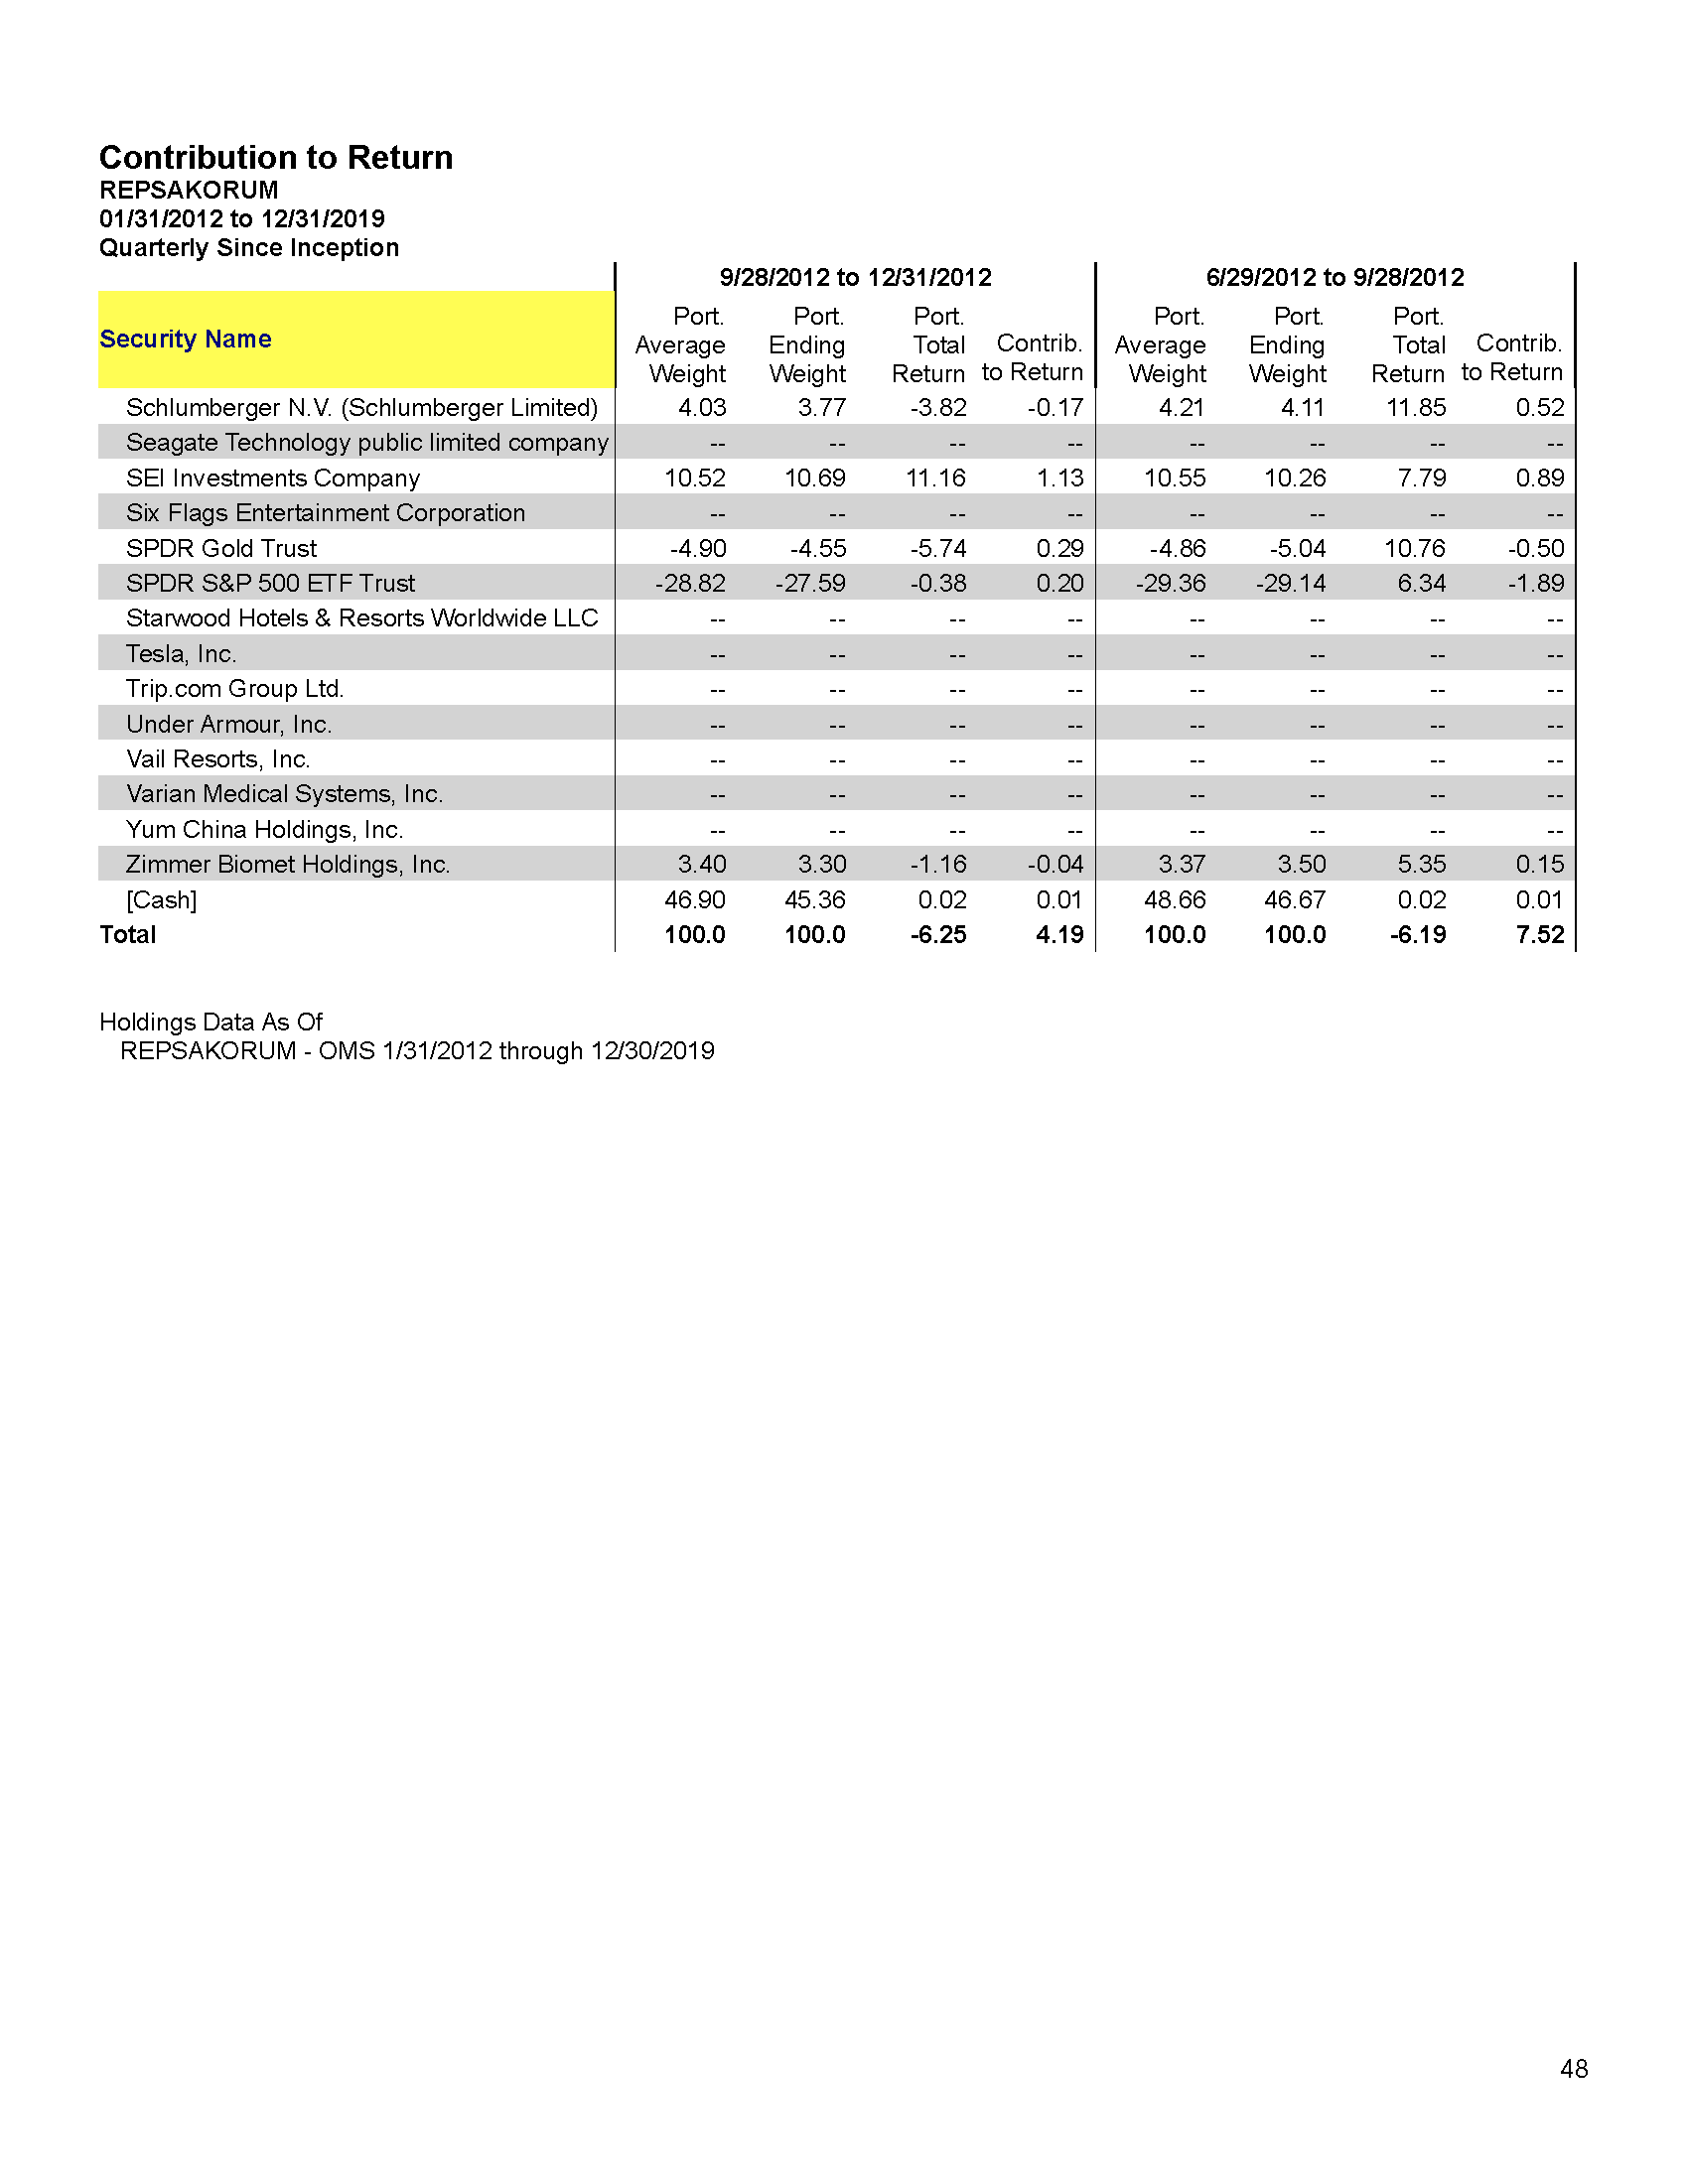 Contribution to Return
REPSAKORUM
01/31/2012 to 12/31/2019
Quarterly Since Inception
9/28/2012 to 12/31/2012 6/29/2012 to 9/28/2012
Security Name Port. Average Weight Port. Ending Weight Port. Total Return Contrib. to Return Port. Average Weight Port. Ending Weight Port. Total Return Contrib. to Return
Schlumberger N.V. (Schlumberger Limited) 4.03 3.77 -3.82 -0.17 4.21 4.11 11.85 0.52
Seagate Technology public limited company -- -- -- -- -- -- -- --
SEI Investments Company 10.52 10.69 11.16 1.13 10.55 10.26 7.79 0.89
Six Flags Entertainment Corporation -- -- -- -- -- -- -- --
SPDR Gold Trust -4.90 -4.55 -5.74 0.29 -4.86 -5.04 10.76 -0.50
SPDR S&P 500 ETF Trust -28.82 -27.59 -0.38 0.20 -29.36 -29.14 6.34 -1.89
Starwood Hotels & Resorts Worldwide LLC -- -- -- -- -- -- -- --
Tesla, Inc. -- -- -- -- -- -- -- --
Trip.com Group Ltd. -- -- -- -- -- -- -- --
Under Armour, Inc. -- -- -- -- -- -- -- --
Vail Resorts, Inc. -- -- -- -- -- -- -- --
Varian Medical Systems, Inc. -- -- -- -- -- -- -- --
Yum China Holdings, Inc. -- -- -- -- -- -- -- --
Zimmer Biomet Holdings, Inc. 3.40 3.30 -1.16 -0.04 3.37 3.50 5.35 0.15
[Cash] 46.90 45.36 0.02 0.01 48.66 46.67 0.02 0.01
Total 100.0 100.0 -6.25 4.19 100.0 100.0 -6.19 7.52
Holdings Data As Of
REPSAKORUM - OMS 1/31/2012 through 12/30/2019
48